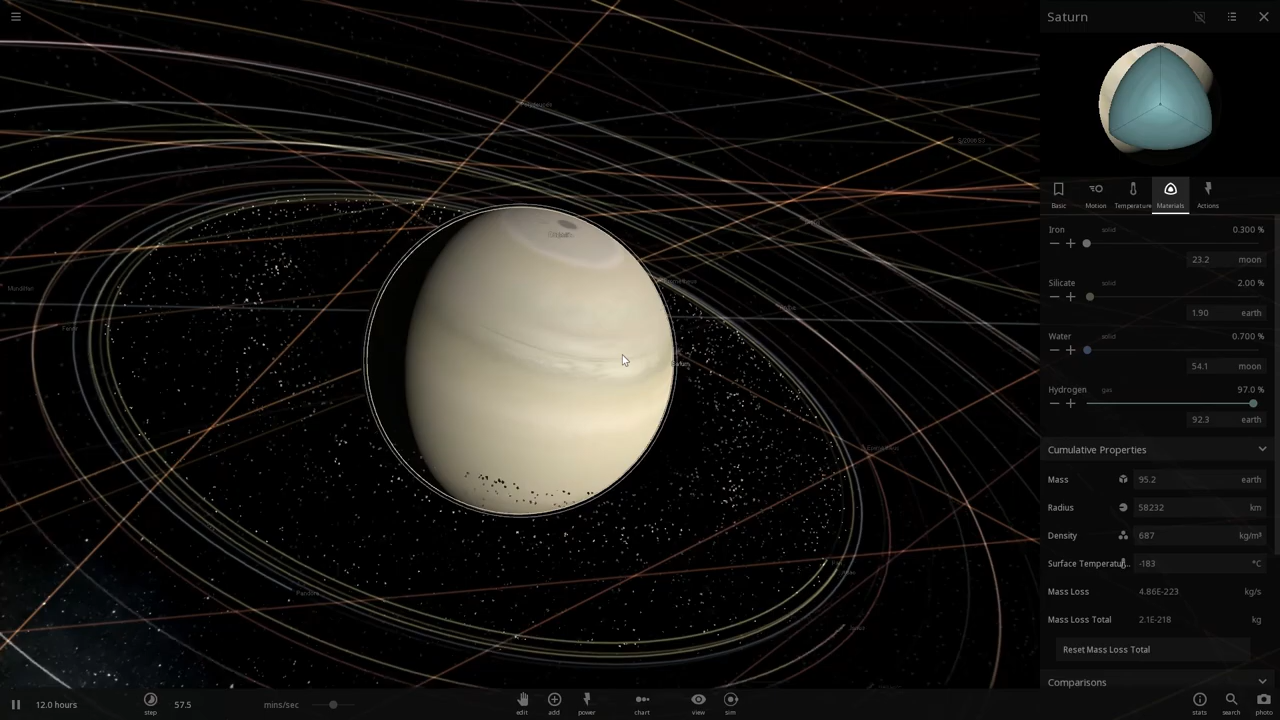 Saturn
Basic
Motion
Temperature
Materials
Actions
Iron solid 0.300 %
23.2 moon
Silicate solid 2.00 %
1.90 earth
Water solid 0.700 %
54.1 moon
Hydrogen gas 97.0 %
92.3 earth
Cumulative Properties
Mass 95.2 earth
Radius 58232 km
Density 687 kg/m³
Surface Temperatu... -183 °C
Mass Loss 4.86E-223 kg/s
Mass Loss Total 2.1E-218 kg
Reset Mass Loss Total
Comparisons
Pandora
12.0 hours
step
57.5 mins/sec
edit
add
power
chart
view
sim
stats
search
photo